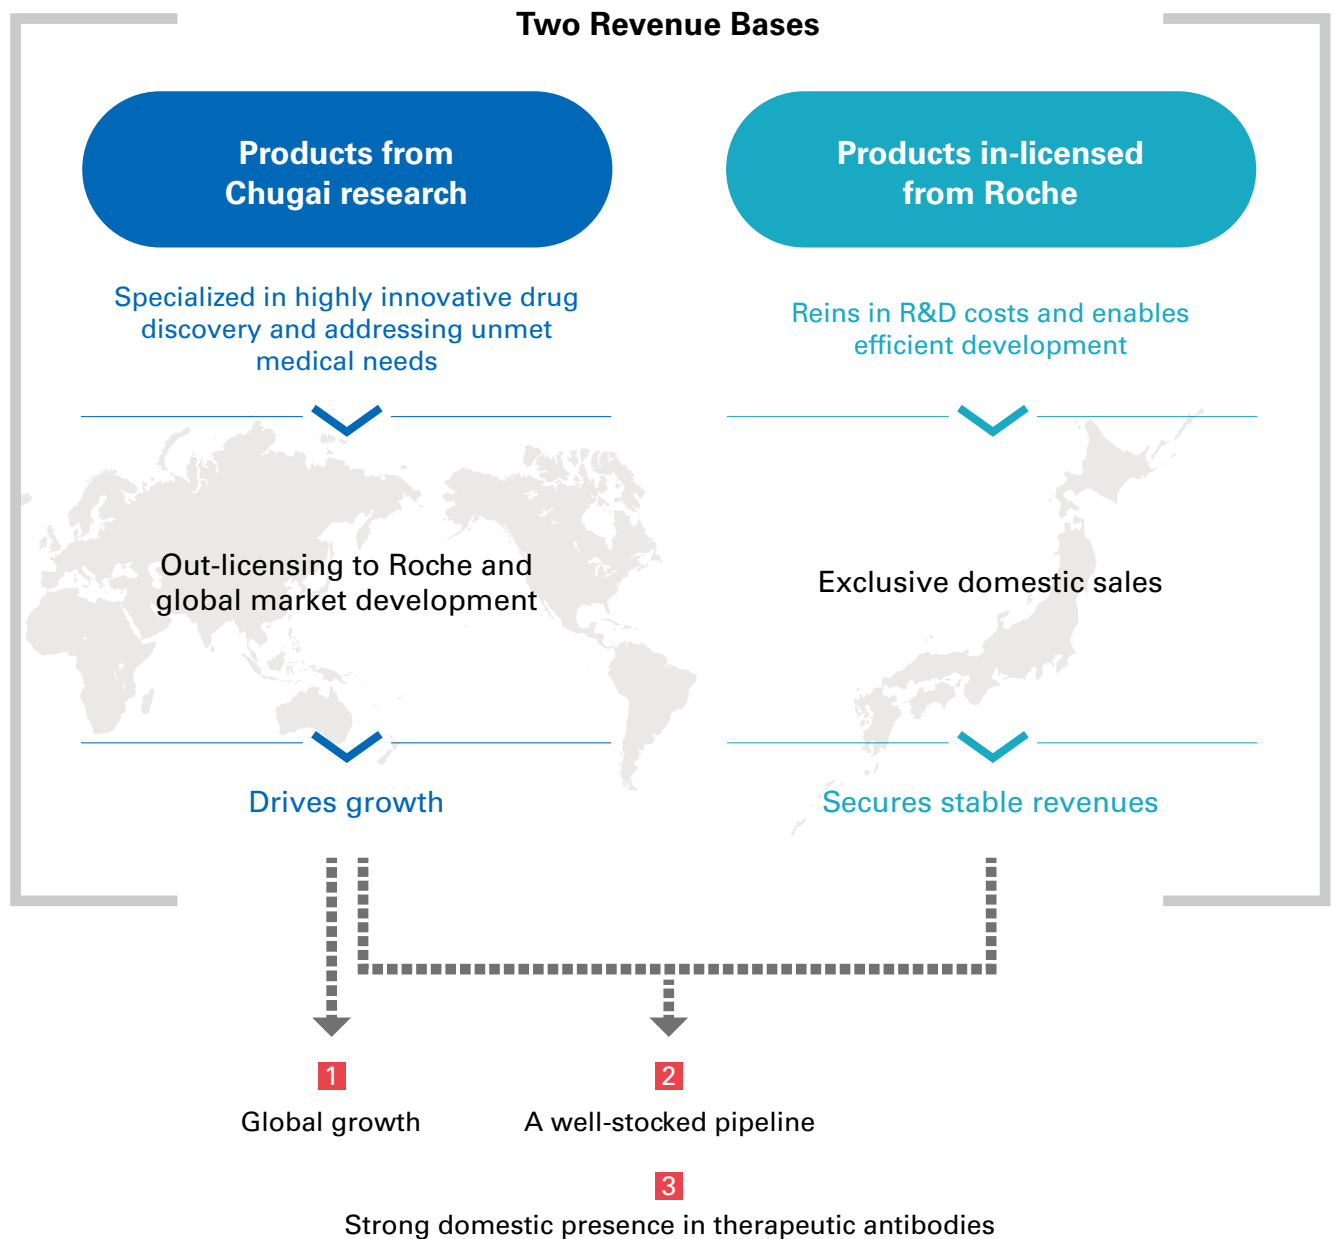 Two Revenue Bases
Products from
Chugai research
Specialized in highly innovative drug
discovery and addressing unmet
medical needs
Out-licensing to Roche and
global market development
Drives growth
Products in-licensed
from Roche
Reins in R&D costs and enables
efficient development
Exclusive domestic sales
Secures stable revenues
1
Global growth
2
A well-stocked pipeline
3
Strong domestic presence in therapeutic antibodies